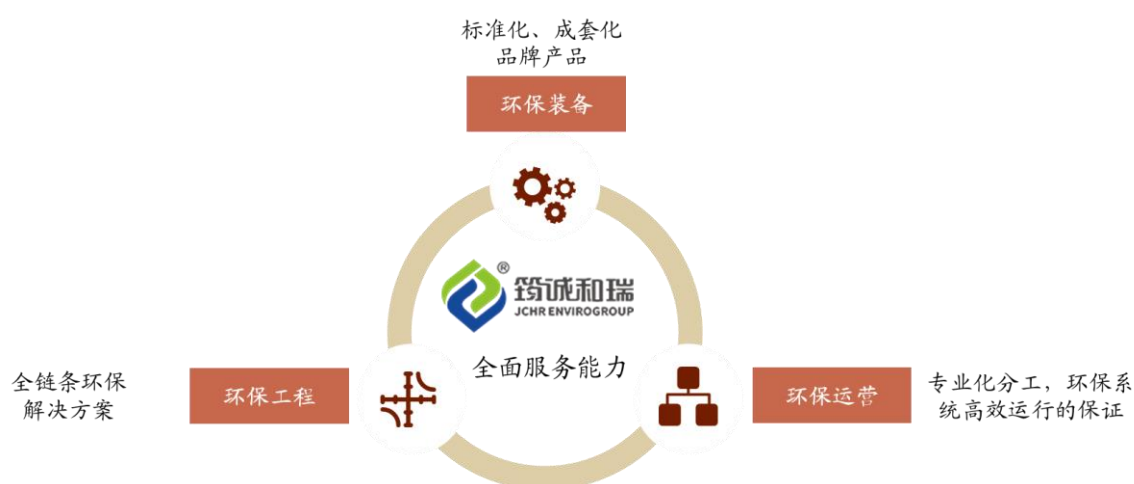 标准化、成套化
品牌产品
环保装备
®
筠诚和瑞
JCHR ENVIROGROUP
全面服务能力
全链条环保
解决方案
环保工程
环保运营
专业化分工，环保系
统高效运行的保证